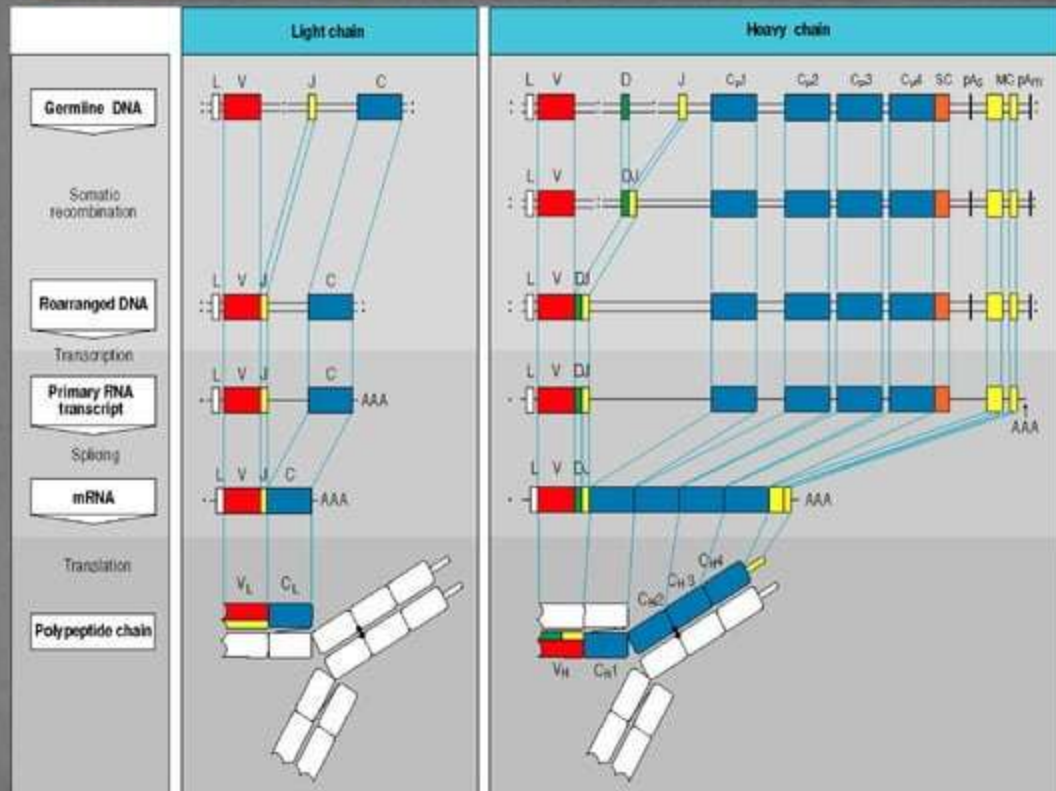 Light chain
Heavy chain
Germline DNA
L V J C
L V D J Cμ1 Cμ2 Cμ3 Cμ4 SC pAs MC pAm
Somatic
recombination
L V DJ
Rearranged DNA
L V J C
L V DJ
Transcription
Primary RNA
transcript
L V J C
AAA
L V DJ
AAA
Splicing
mRNA
L V J C
AAA
L V DJ
AAA
Translation
Polypeptide chain
VL CL
VH CH1 CH2 CH3 CH4